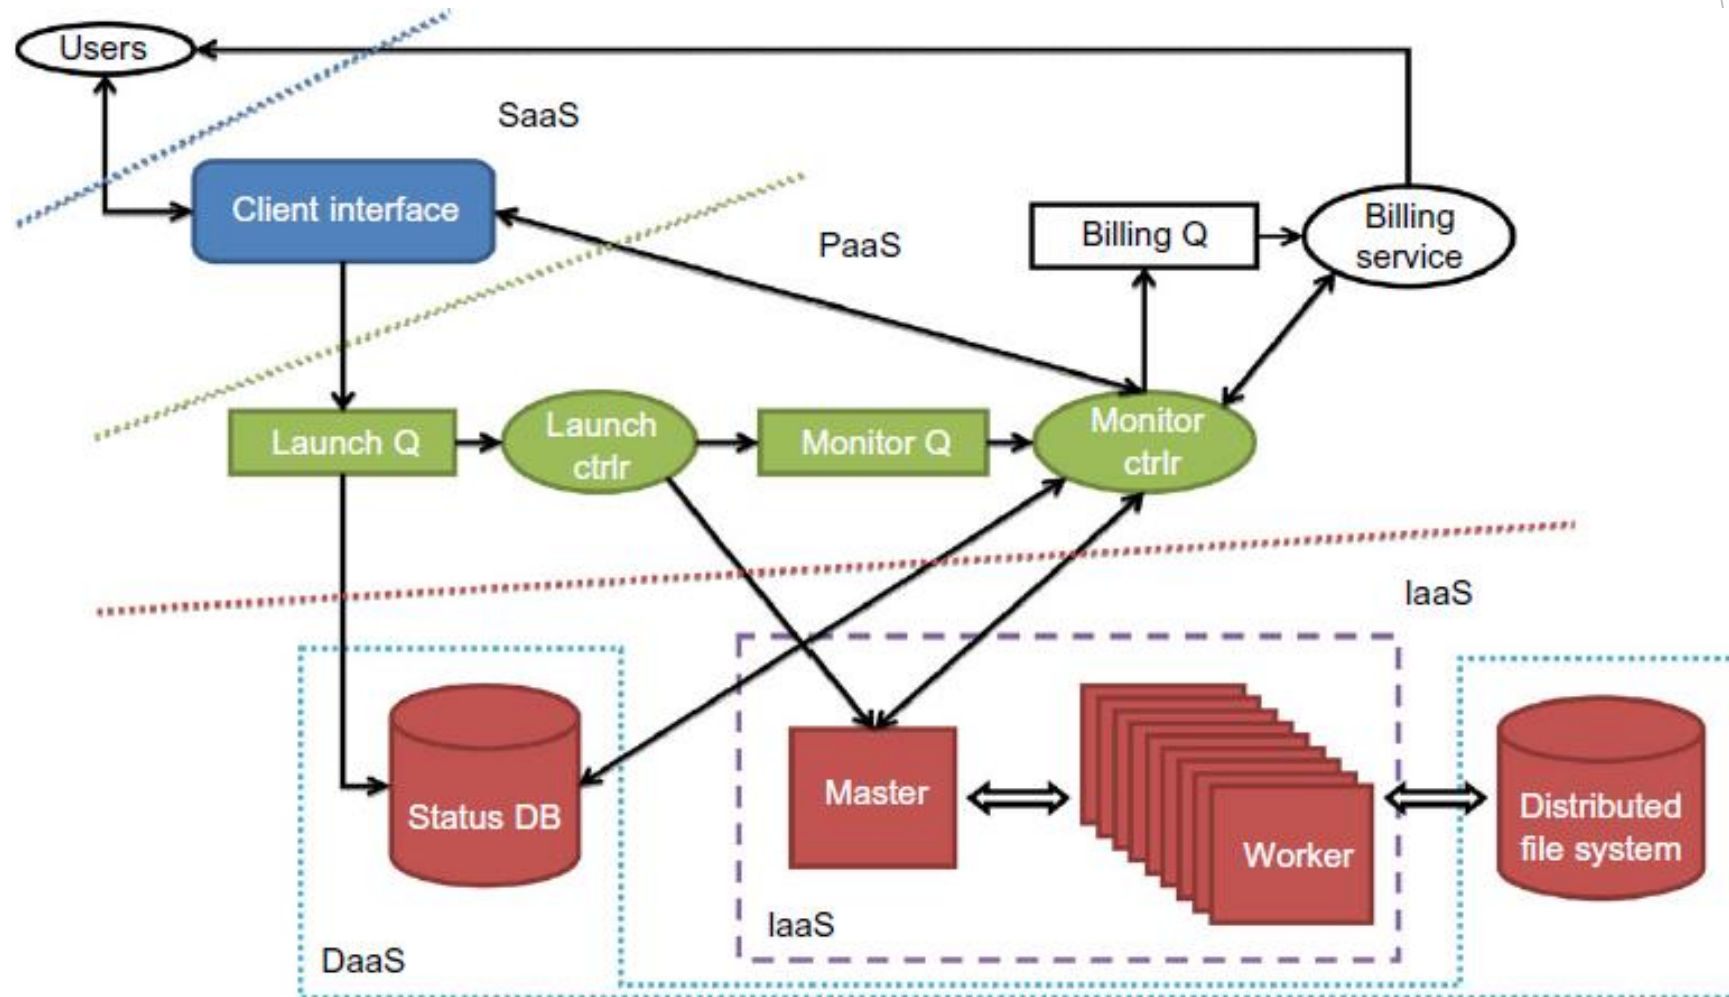 Users
SaaS
Client interface
PaaS
Billing Q
Billing
service
Launch Q
Launch
ctrlr
Monitor Q
Monitor
ctrlr
IaaS
Status DB
Master
Worker
Distributed
file system
IaaS
DaaS